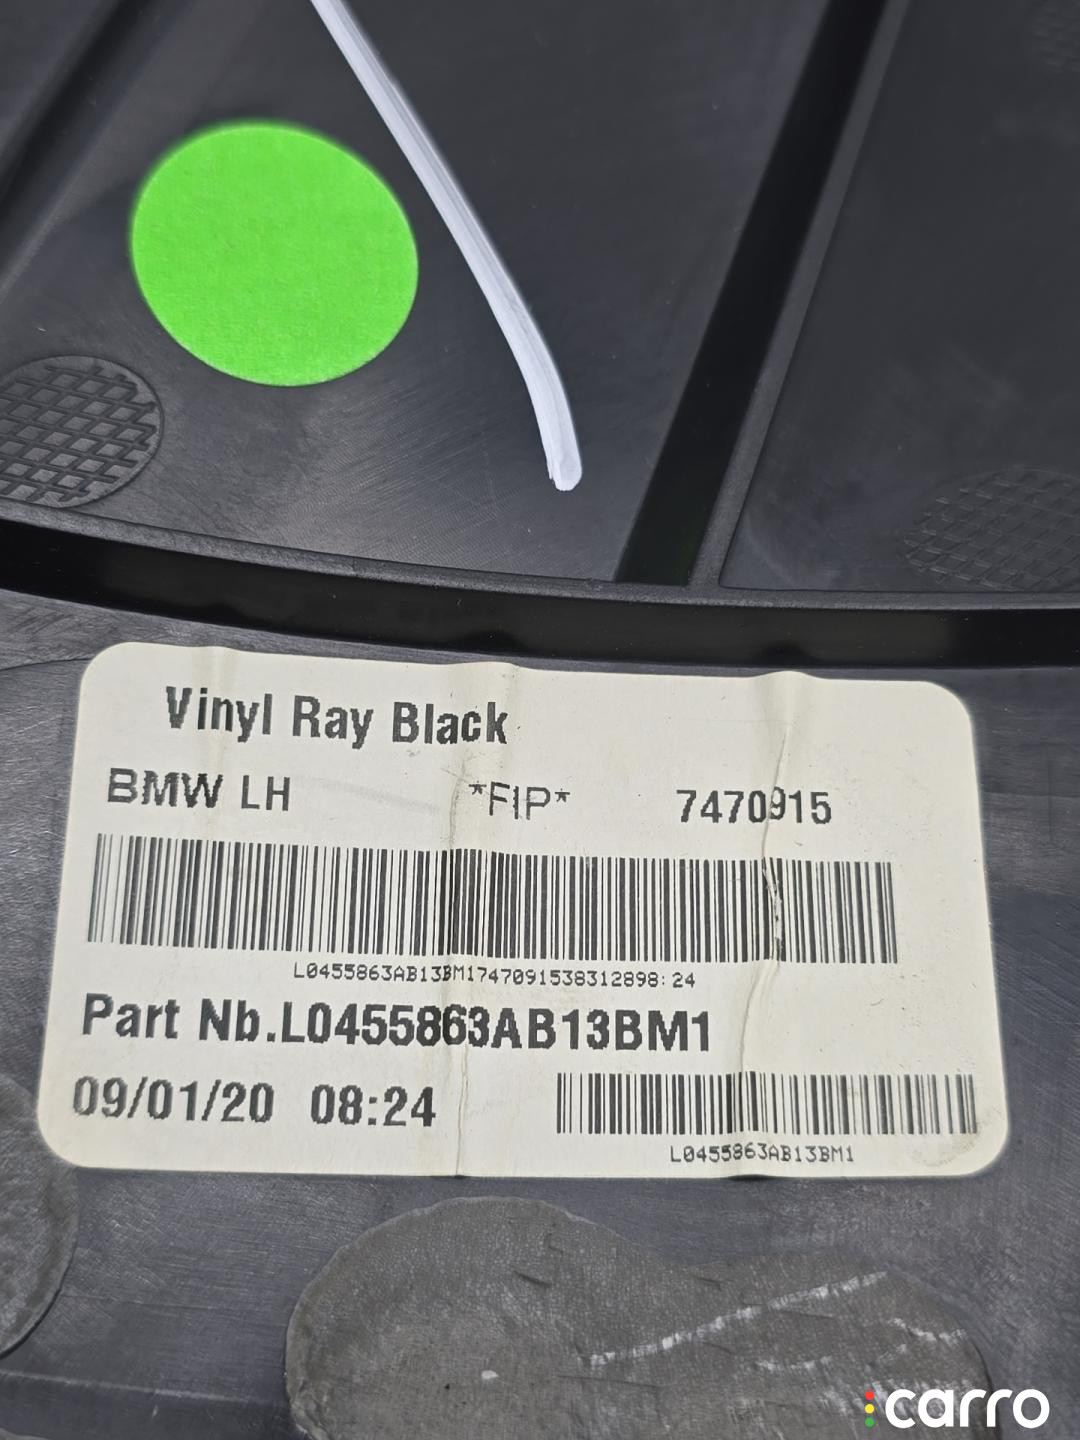 Vinyl Ray Black
BMW LH *FIP* 7470915
L0455863AB13BM1747091538312898:24
Part Nb.L0455863AB13BM1
09/01/20 08:24
L0455863AB13BM1
carro